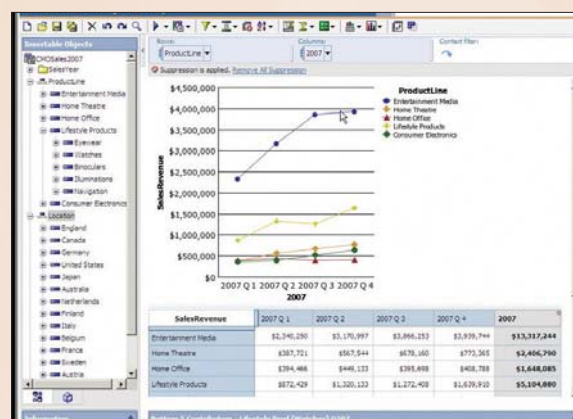 Insertable Objects
CMOSales2007
SalesYear
ProductLine
Entertainment Media
Home Theatre
Home Office
Lifestyle Products
Eyewear
Watches
Binoculars
Illuminations
Navigation
Consumer Electronics
Location
England
Canada
Germany
United States
Japan
Australia
Netherlands
Finland
Italy
Belgium
France
Sweden
Austria
Rows:
ProductLine
Columns:
2007
Context filter:
Suppression is applied. Remove All Suppression
$4,500,000
$4,000,000
$3,500,000
$3,000,000
$2,500,000
$2,000,000
$1,500,000
$1,000,000
$500,000
$0
SalesRevenue
2007 Q 1 2007 Q 2 2007 Q 3 2007 Q 4
2007
ProductLine
Entertainment Media
Home Theatre
Home Office
Lifestyle Products
Consumer Electronics
SalesRevenue 2007 Q 1 2007 Q 2 2007 Q 3 2007 Q 4 2007
Entertainment Media $2,340,250 $3,170,997 $3,866,253 $3,939,744 $13,317,244
Home Theatre $387,721 $567,544 $678,160 $773,365 $2,406,790
Home Office $394,466 $449,133 $395,698 $408,788 $1,648,085
Lifestyle Products $872,429 $1,320,133 $1,272,408 $1,639,910 $5,104,880